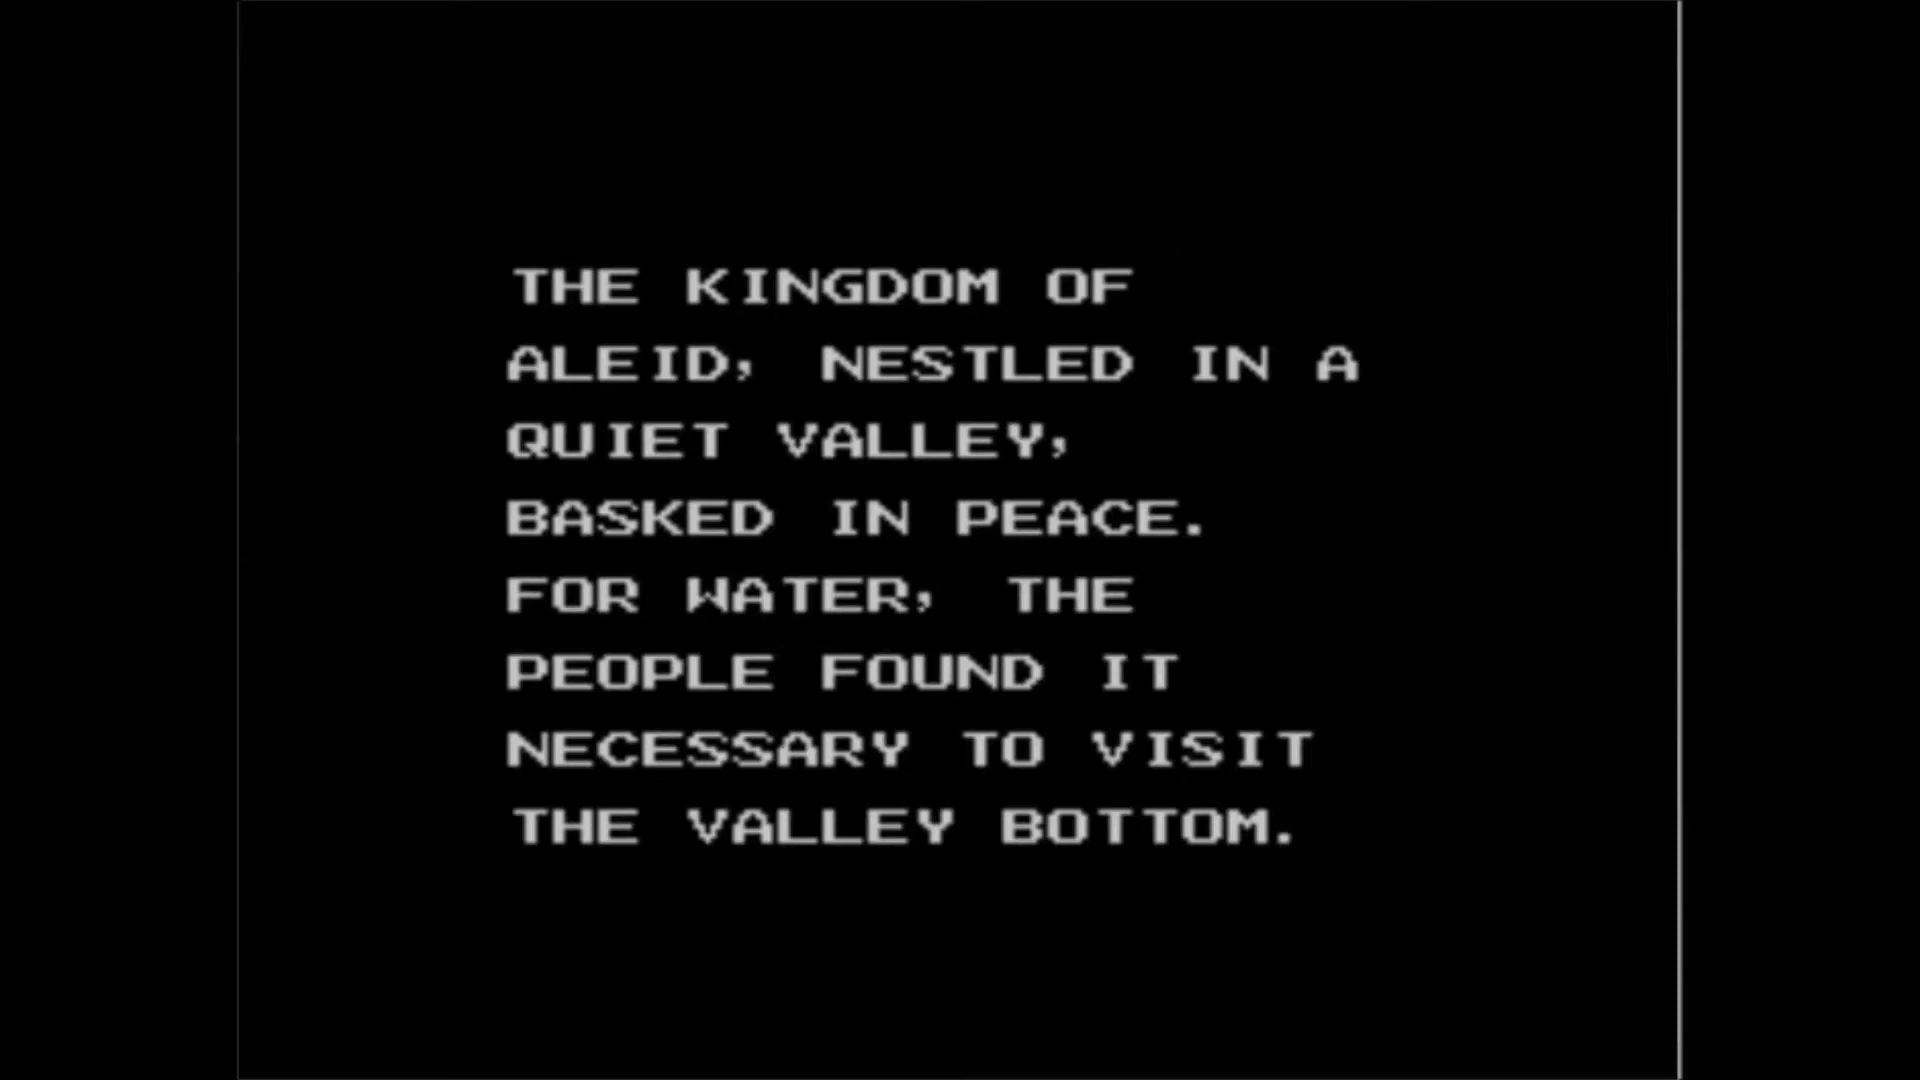 THE KINGDOM OF
ALEID, NESTLED IN A
QUIET VALLEY,
BASKED IN PEACE.
FOR WATER, THE
PEOPLE FOUND IT
NECESSARY TO VISIT
THE VALLEY BOTTOM.